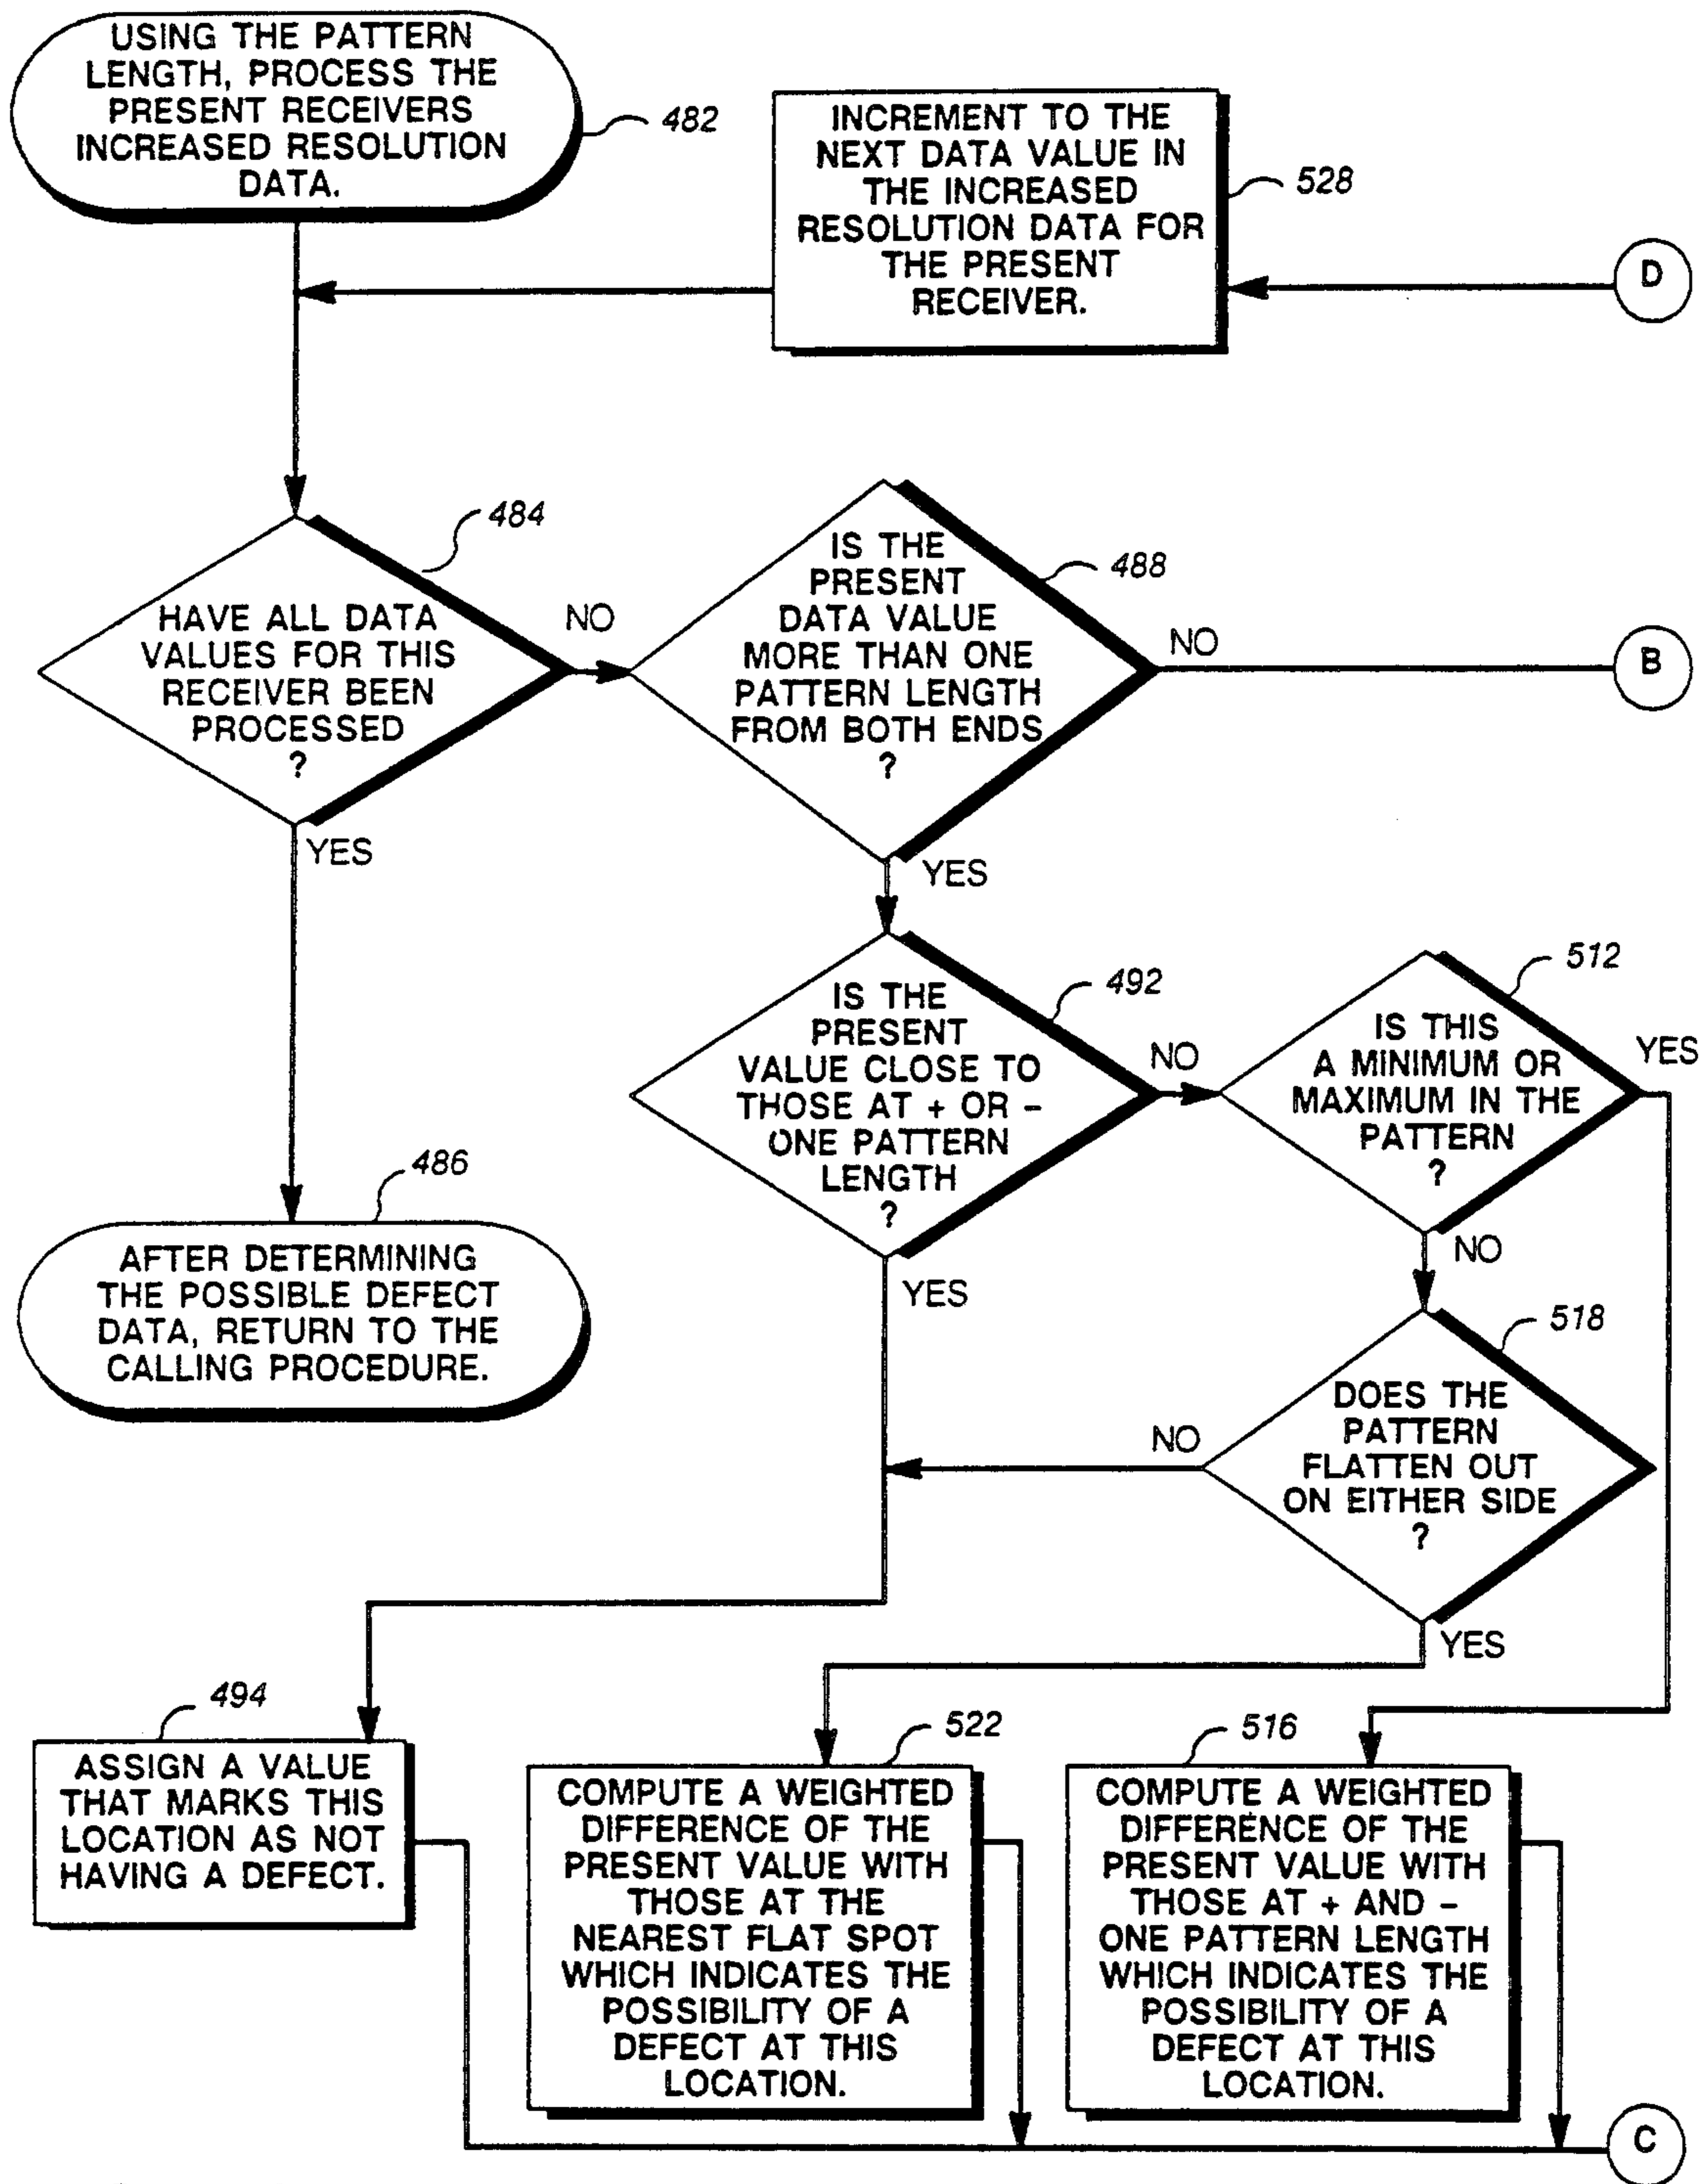 USING THE PATTERN
LENGTH, PROCESS THE
PRESENT RECEIVERS
INCREASED RESOLUTION
DATA.
482
INCREMENT TO THE
NEXT DATA VALUE IN
THE INCREASED
RESOLUTION DATA FOR
THE PRESENT
RECEIVER.
528
D
484
HAVE ALL DATA
VALUES FOR THIS
RECEIVER BEEN
PROCESSED
?
NO
YES
488
IS THE
PRESENT
DATA VALUE
MORE THAN ONE
PATTERN LENGTH
FROM BOTH ENDS
?
NO
B
YES
492
IS THE
PRESENT
VALUE CLOSE TO
THOSE AT + OR –
ONE PATTERN
LENGTH
?
NO
YES
512
IS THIS
A MINIMUM OR
MAXIMUM IN THE
PATTERN
?
YES
NO
486
AFTER DETERMINING
THE POSSIBLE DEFECT
DATA, RETURN TO THE
CALLING PROCEDURE.
518
DOES THE
PATTERN
FLATTEN OUT
ON EITHER SIDE
?
NO
YES
494
ASSIGN A VALUE
THAT MARKS THIS
LOCATION AS NOT
HAVING A DEFECT.
522
COMPUTE A WEIGHTED
DIFFERENCE OF THE
PRESENT VALUE WITH
THOSE AT THE
NEAREST FLAT SPOT
WHICH INDICATES THE
POSSIBILITY OF A
DEFECT AT THIS
LOCATION.
516
COMPUTE A WEIGHTED
DIFFERENCE OF THE
PRESENT VALUE WITH
THOSE AT + AND –
ONE PATTERN LENGTH
WHICH INDICATES THE
POSSIBILITY OF A
DEFECT AT THIS
LOCATION.
C